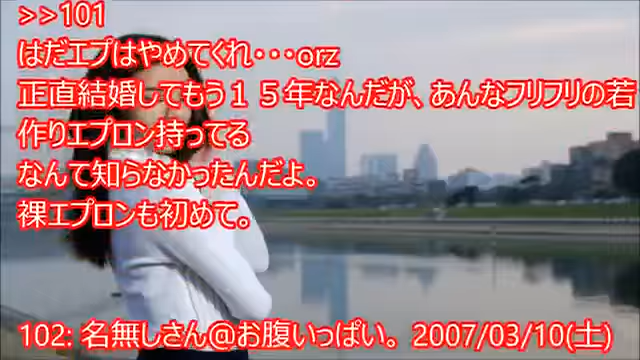 >>101
はだエプはやめてくれ・・・orz
正直結婚してもう１５年なんだが、あんなフリフリの若
作りエプロン持ってる
なんて知らなかったんだよ。
裸エプロンも初めて。
102: 名無しさん@お腹いっぱい。 2007/03/10(土)